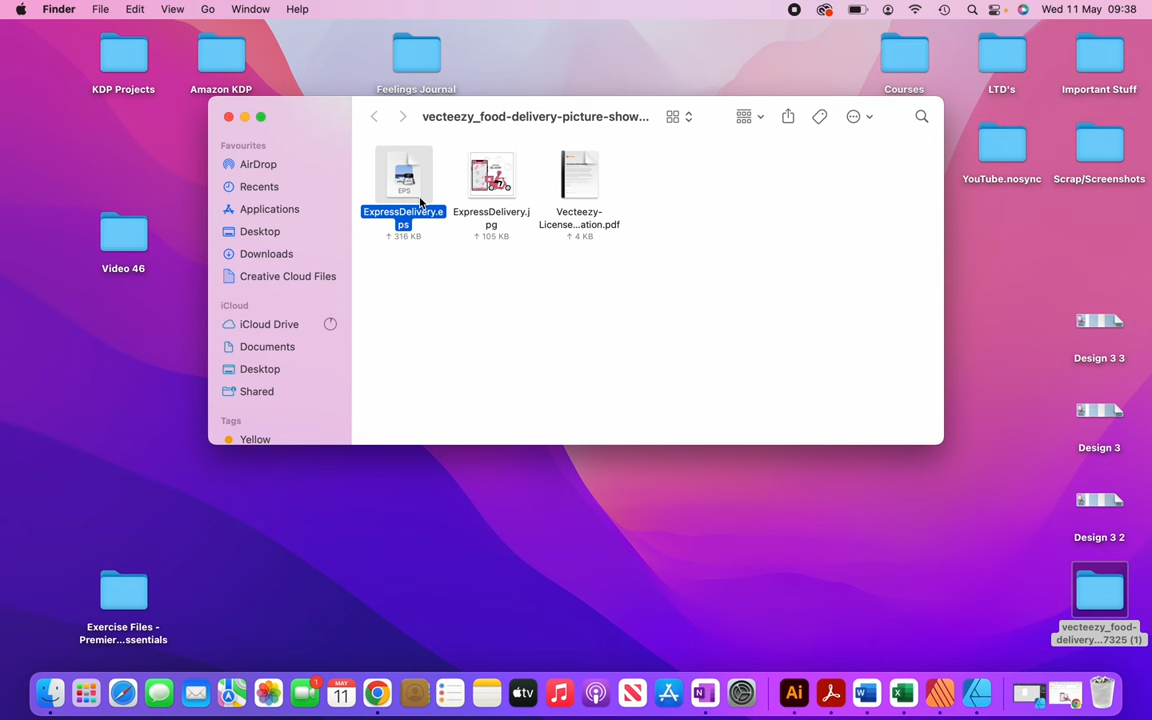 Finder File Edit View Go Window Help Wed 11 May 09:38
KDP Projects Amazon KDP Feelings Journal Courses LTD's Important Stuff
vecteezy_food-delivery-picture-show...
Favourites
AirDrop
Recents
Applications
Desktop
Downloads
Creative Cloud Files
iCloud
iCloud Drive
Documents
Desktop
Shared
Tags
Yellow
EPS
ExpressDelivery.e
ps
↑ 316 KB
ExpressDelivery.j
pg
↑ 105 KB
Vecteezy-
License...ation.pdf
↑ 4 KB
YouTube.nosync Scrap/Screenshots
Video 46
Design 3 3
Design 3
Design 3 2
Exercise Files -
Premier...ssentials
vecteezy_food-
delivery...7325 (1)
1
MAY
11
tv
N
Ai
W
X